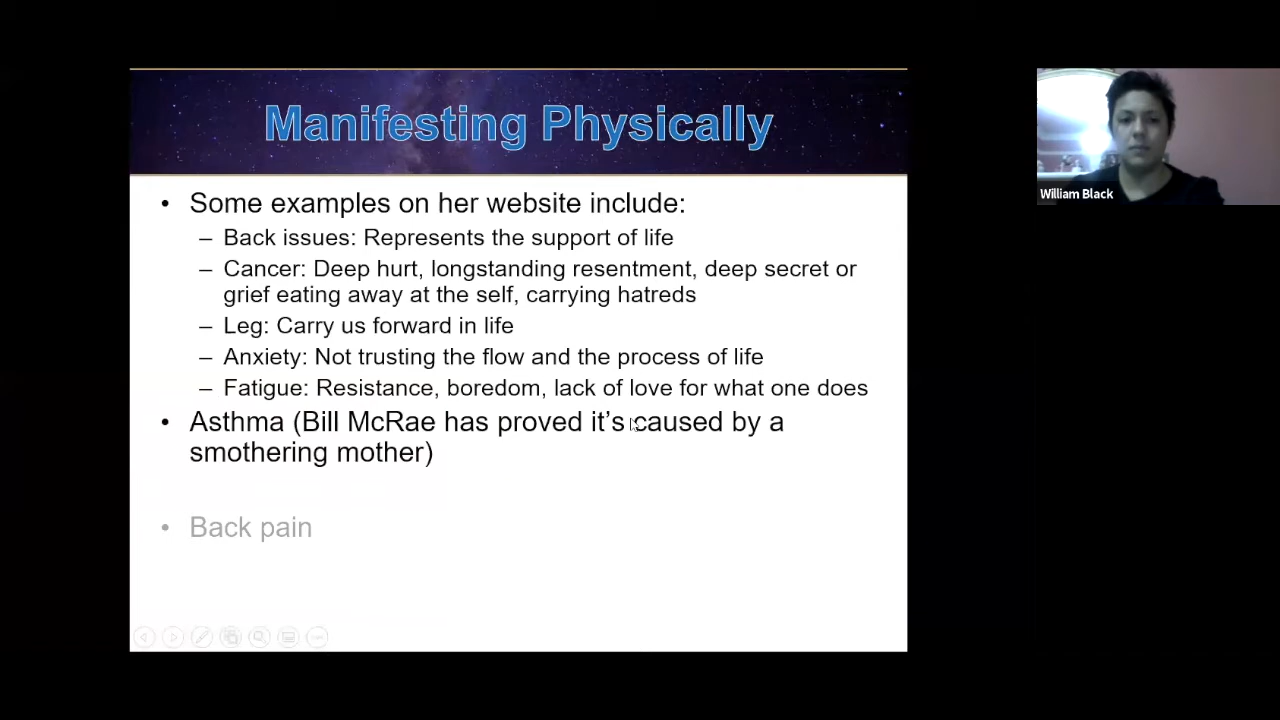 Manifesting Physically
• Some examples on her website include:
– Back issues: Represents the support of life
– Cancer: Deep hurt, longstanding resentment, deep secret or
grief eating away at the self, carrying hatreds
– Leg: Carry us forward in life
– Anxiety: Not trusting the flow and the process of life
– Fatigue: Resistance, boredom, lack of love for what one does
• Asthma (Bill McRae has proved it’s caused by a
smothering mother)
• Back pain
William Black